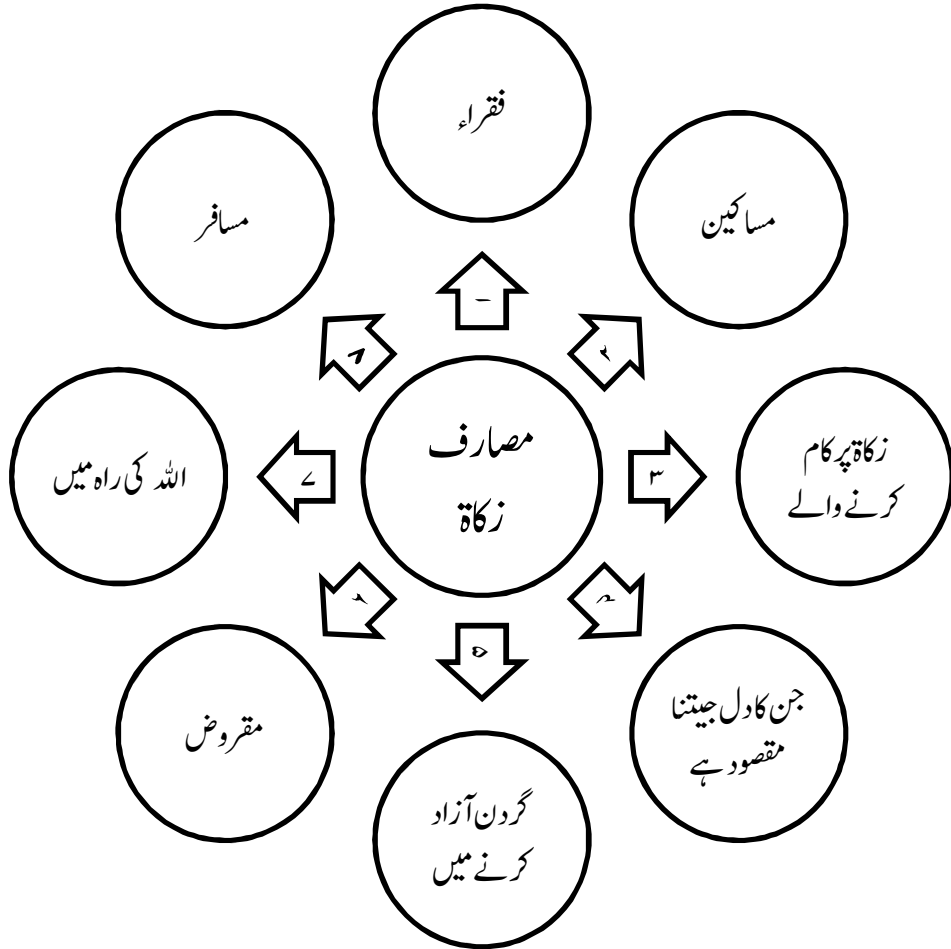 مصارف
زکاۃ
۱
فقراء
۲
مساکین
۳
زکاۃ پر کام
کرنے والے
۴
جن کا دل جیتنا
مقصود ہے
۵
گردن آزاد
کرنے میں
۶
مقروض
۷
اللہ کی راہ میں
۸
مسافر